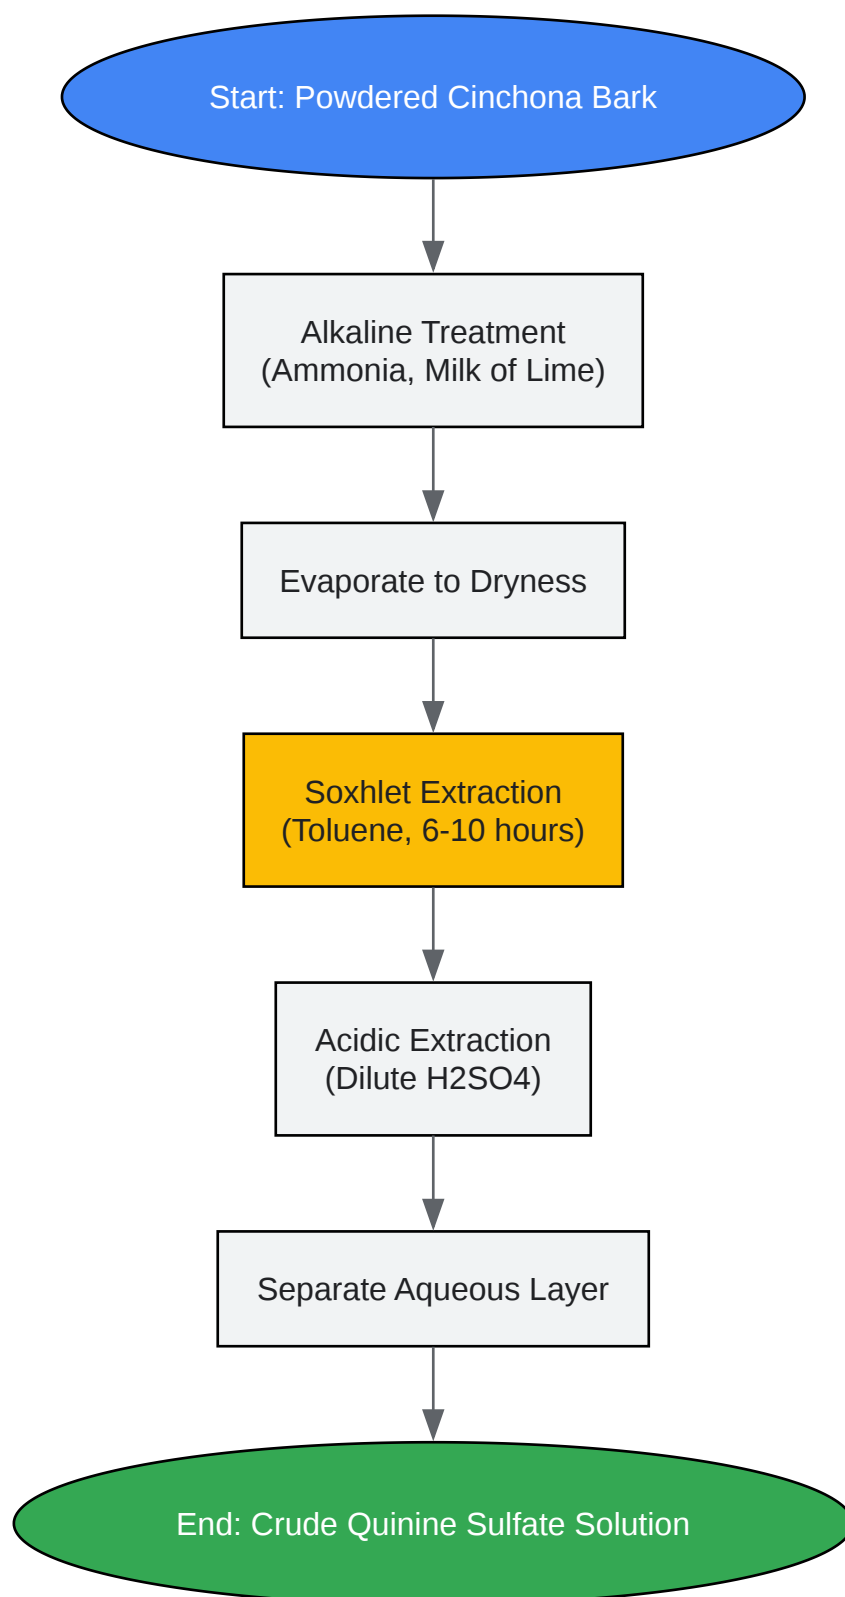 Start: Powdered Cinchona Bark
Alkaline Treatment
(Ammonia, Milk of Lime)
Evaporate to Dryness
Soxhlet Extraction
(Toluene, 6-10 hours)
Acidic Extraction
(Dilute H2SO4)
Separate Aqueous Layer
End: Crude Quinine Sulfate Solution